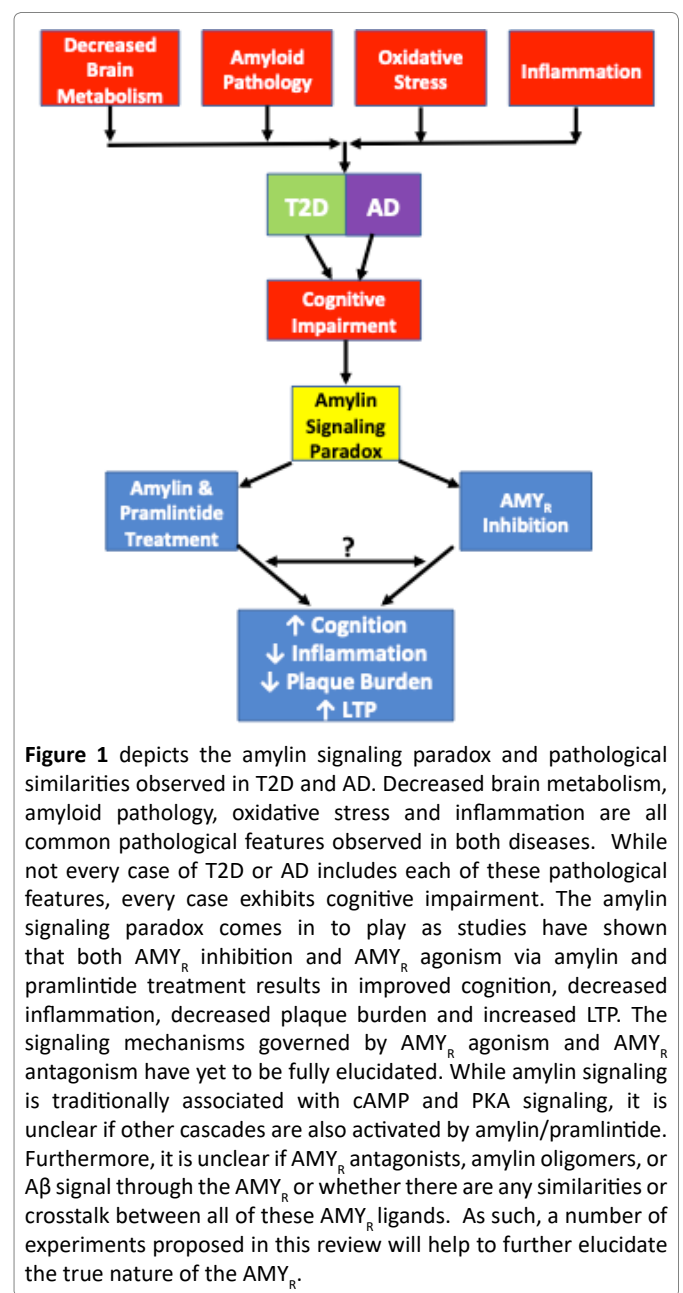 Decreased
Brain
Metabolism
Amyloid
Pathology
Oxidative
Stress
Inflammation
T2D
AD
Cognitive
Impairment
Amylin
Signaling
Paradox
Amylin &
Pramlintide
Treatment
AMYR
Inhibition
?
↑ Cognition
↓ Inflammation
↓ Plaque Burden
↑ LTP
Figure 1 depicts the amylin signaling paradox and pathological
similarities observed in T2D and AD. Decreased brain metabolism,
amyloid pathology, oxidative stress and inflammation are all
common pathological features observed in both diseases. While
not every case of T2D or AD includes each of these pathological
features, every case exhibits cognitive impairment. The amylin
signaling paradox comes in to play as studies have shown
that both AMYR inhibition and AMYR agonism via amylin and
pramlintide treatment results in improved cognition, decreased
inflammation, decreased plaque burden and increased LTP. The
signaling mechanisms governed by AMYR agonism and AMYR
antagonism have yet to be fully elucidated. While amylin signaling
is traditionally associated with cAMP and PKA signaling, it is
unclear if other cascades are also activated by amylin/pramlintide.
Furthermore, it is unclear if AMYR antagonists, amylin oligomers, or
Aβ signal through the AMYR or whether there are any similarities or
crosstalk between all of these AMYR ligands. As such, a number of
experiments proposed in this review will help to further elucidate
the true nature of the AMYR.